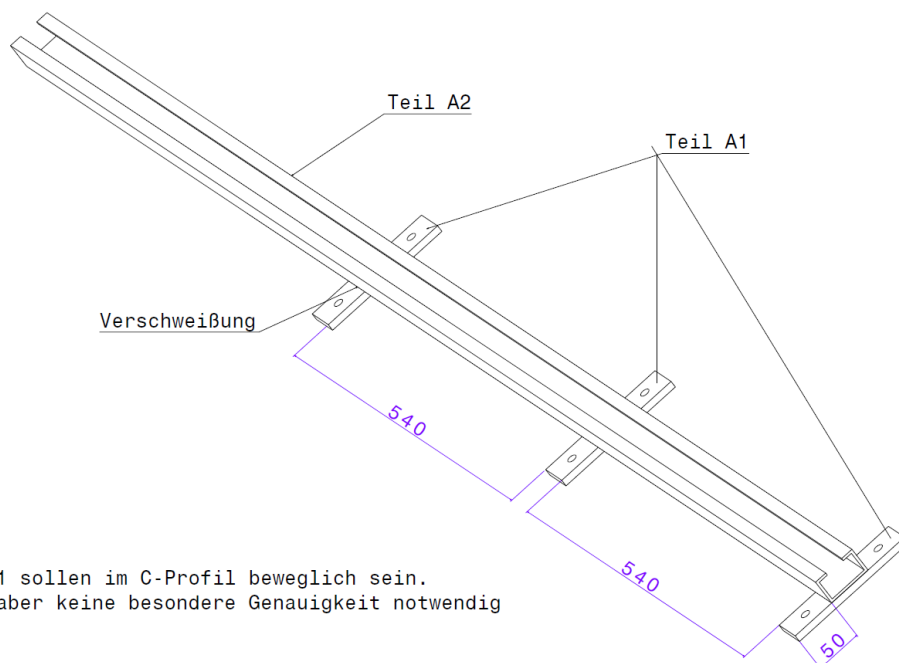 Teil A2
Teil A1
Verschweißung
540
540
50
1 sollen im C-Profil beweglich sein.
aber keine besondere Genauigkeit notwendig